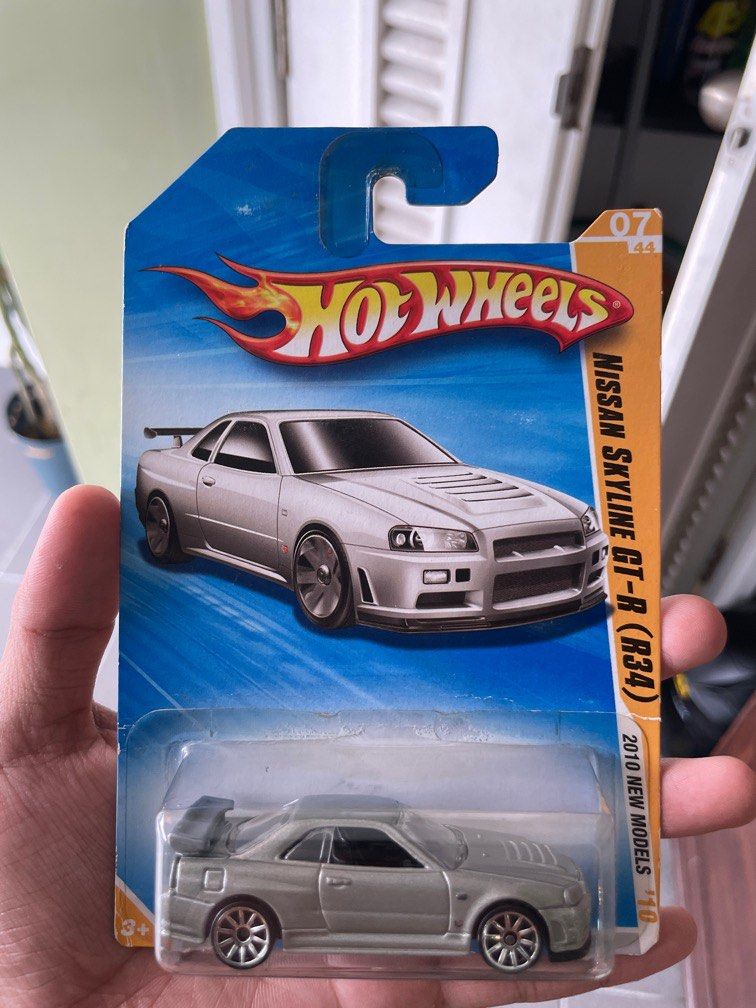 07
44
HOT WHEELS®
NISSAN SKYLINE GT-R (R34)
2010 NEW MODELS '10
3+